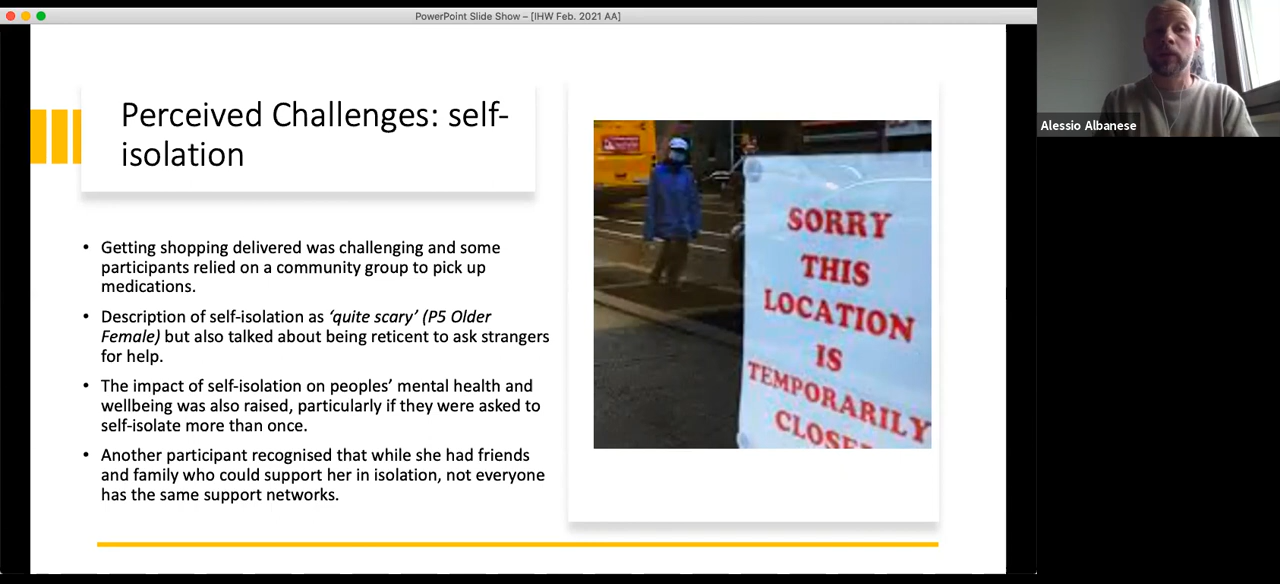 PowerPoint Slide Show – [IHW Feb. 2021 AA]
Perceived Challenges: self-
isolation
• Getting shopping delivered was challenging and some
participants relied on a community group to pick up
medications.
• Description of self-isolation as ‘quite scary’ (P5 Older
Female) but also talked about being reticent to ask strangers
for help.
• The impact of self-isolation on peoples’ mental health and
wellbeing was also raised, particularly if they were asked to
self-isolate more than once.
• Another participant recognised that while she had friends
and family who could support her in isolation, not everyone
has the same support networks.
SORRY
THIS
LOCATION
IS
TEMPORARILY
Alessio Albanese